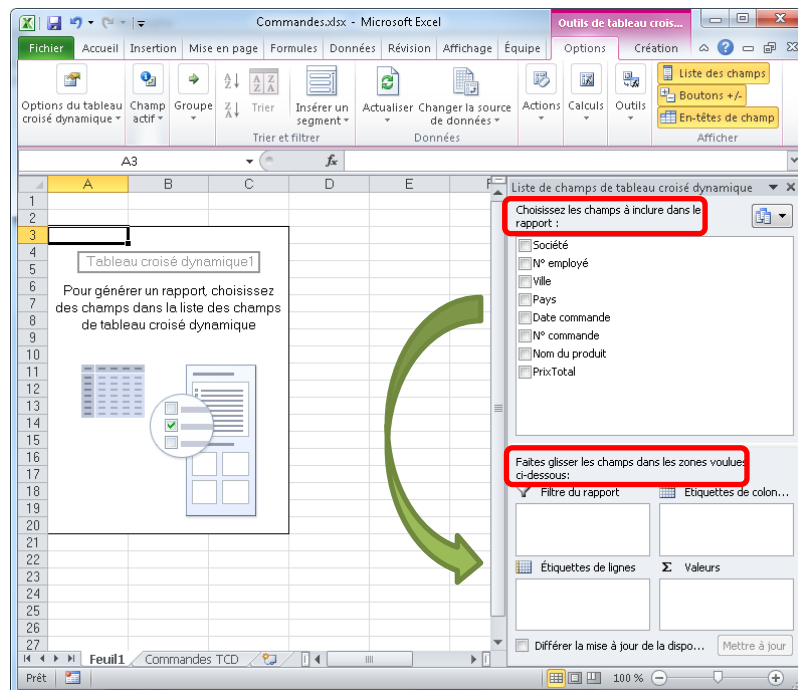 Commandes.xlsx - Microsoft Excel
Outils de tableau crois...
Fichier Accueil Insertion Mise en page Formules Données Révision Affichage Équipe Options Création
Options du tableau croisé dynamique
Champ actif
Groupe
Trier
Insérer un segment
Trier et filtrer
Actualiser
Changer la source de données
Données
Actions
Calculs
Outils
Liste des champs
Boutons +/-
En-têtes de champ
Afficher
A3 fx
A B C D E F
1
2
3
4
5
6
7
8
9
10
11
12
13
14
15
16
17
18
19
20
21
22
23
24
25
26
27
Tableau croisé dynamique1
Pour générer un rapport, choisissez
des champs dans la liste des champs
de tableau croisé dynamique
Liste de champs de tableau croisé dynamique
Choisissez les champs à inclure dans le
rapport :
Société
N° employé
Ville
Pays
Date commande
N° commande
Nom du produit
PrixTotal
Faites glisser les champs dans les zones voulues
ci-dessous:
Filtre du rapport
Étiquettes de colon...
Étiquettes de lignes
Σ Valeurs
Différer la mise à jour de la dispo... Mettre à jour
Feuil1 Commandes TCD
Prêt 100 %